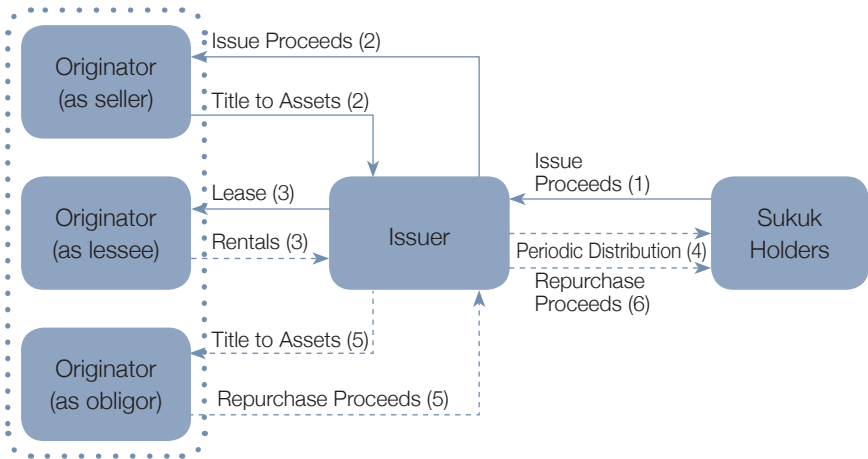 Originator
(as seller)
Issue Proceeds (2)
Title to Assets (2)
Originator
(as lessee)
Lease (3)
Rentals (3)
Issuer
Issue
Proceeds (1)
Periodic Distribution (4)
Repurchase
Proceeds (6)
Sukuk
Holders
Originator
(as obligor)
Title to Assets (5)
Repurchase Proceeds (5)